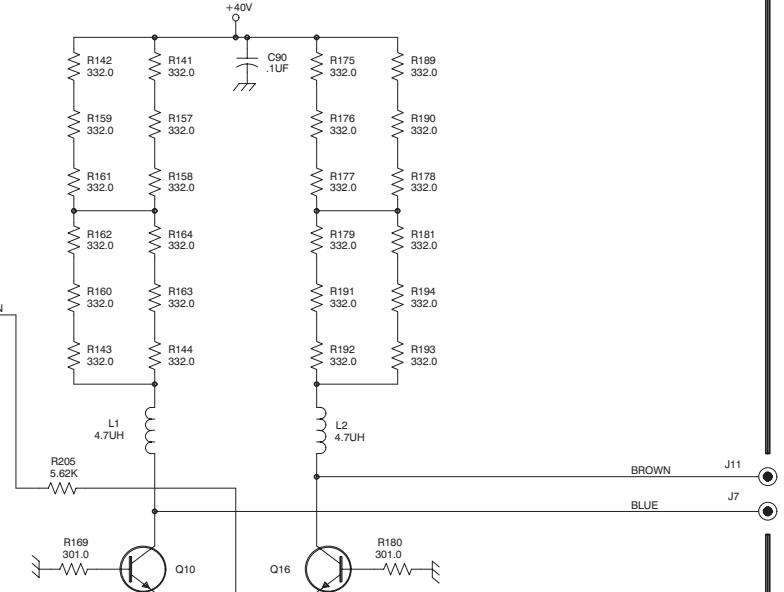 +40V
R142
332.0
R141
332.0
C90
.1UF
R175
332.0
R189
332.0
R159
332.0
R157
332.0
R176
332.0
R190
332.0
R161
332.0
R158
332.0
R177
332.0
R178
332.0
R162
332.0
R164
332.0
R179
332.0
R181
332.0
R160
332.0
R163
332.0
R191
332.0
R194
332.0
N
R143
332.0
R144
332.0
R192
332.0
R193
332.0
L1
4.7UH
L2
4.7UH
R205
5.62K
BROWN
J11
BLUE
J7
R169
301.0
Q10
Q16
R180
301.0